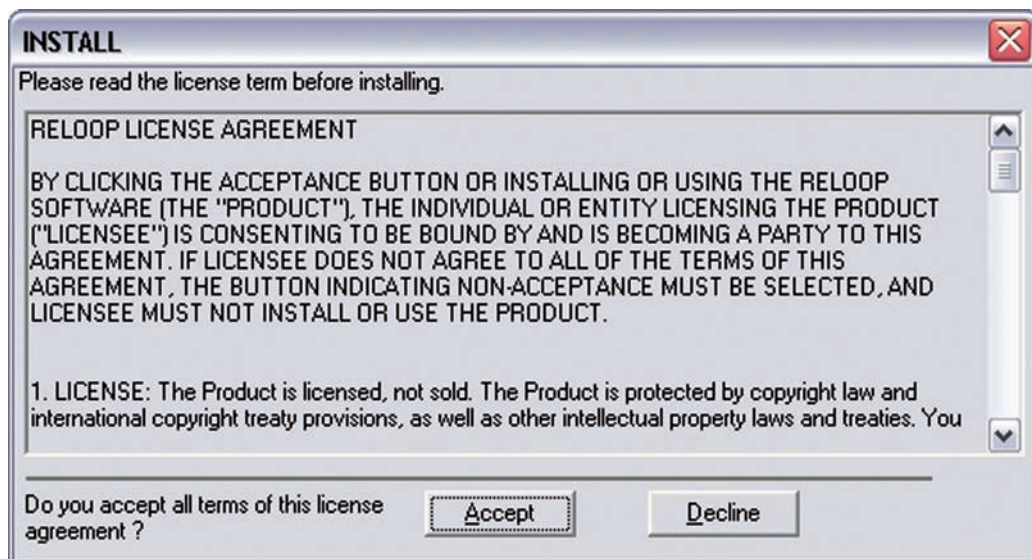 INSTALL
Please read the license term before installing.
RELOOP LICENSE AGREEMENT
BY CLICKING THE ACCEPTANCE BUTTON OR INSTALLING OR USING THE RELOOP
SOFTWARE (THE "PRODUCT"), THE INDIVIDUAL OR ENTITY LICENSING THE PRODUCT
("LICENSEE") IS CONSENTING TO BE BOUND BY AND IS BECOMING A PARTY TO THIS
AGREEMENT. IF LICENSEE DOES NOT AGREE TO ALL OF THE TERMS OF THIS
AGREEMENT, THE BUTTON INDICATING NON-ACCEPTANCE MUST BE SELECTED, AND
LICENSEE MUST NOT INSTALL OR USE THE PRODUCT.
1. LICENSE: The Product is licensed, not sold. The Product is protected by copyright law and
international copyright treaty provisions, as well as other intellectual property laws and treaties. You
Do you accept all terms of this license
agreement ?
Accept
Decline